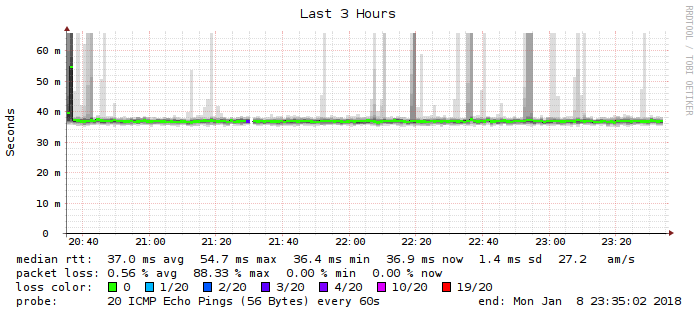 Last 3 Hours
RRDTOOL / TOBI OETIKER
Seconds
60 m
50 m
40 m
30 m
20 m
10 m
0
20:40 21:00 21:20 21:40 22:00 22:20 22:40 23:00 23:20
median rtt: 37.0 ms avg 54.7 ms max 36.4 ms min 36.9 ms now 1.4 ms sd 27.2 am/s
packet loss: 0.56 % avg 88.33 % max 0.00 % min 0.00 % now
loss color: 0 1/20 2/20 3/20 4/20 10/20 19/20
probe: 20 ICMP Echo Pings (56 Bytes) every 60s end: Mon Jan 8 23:35:02 2018